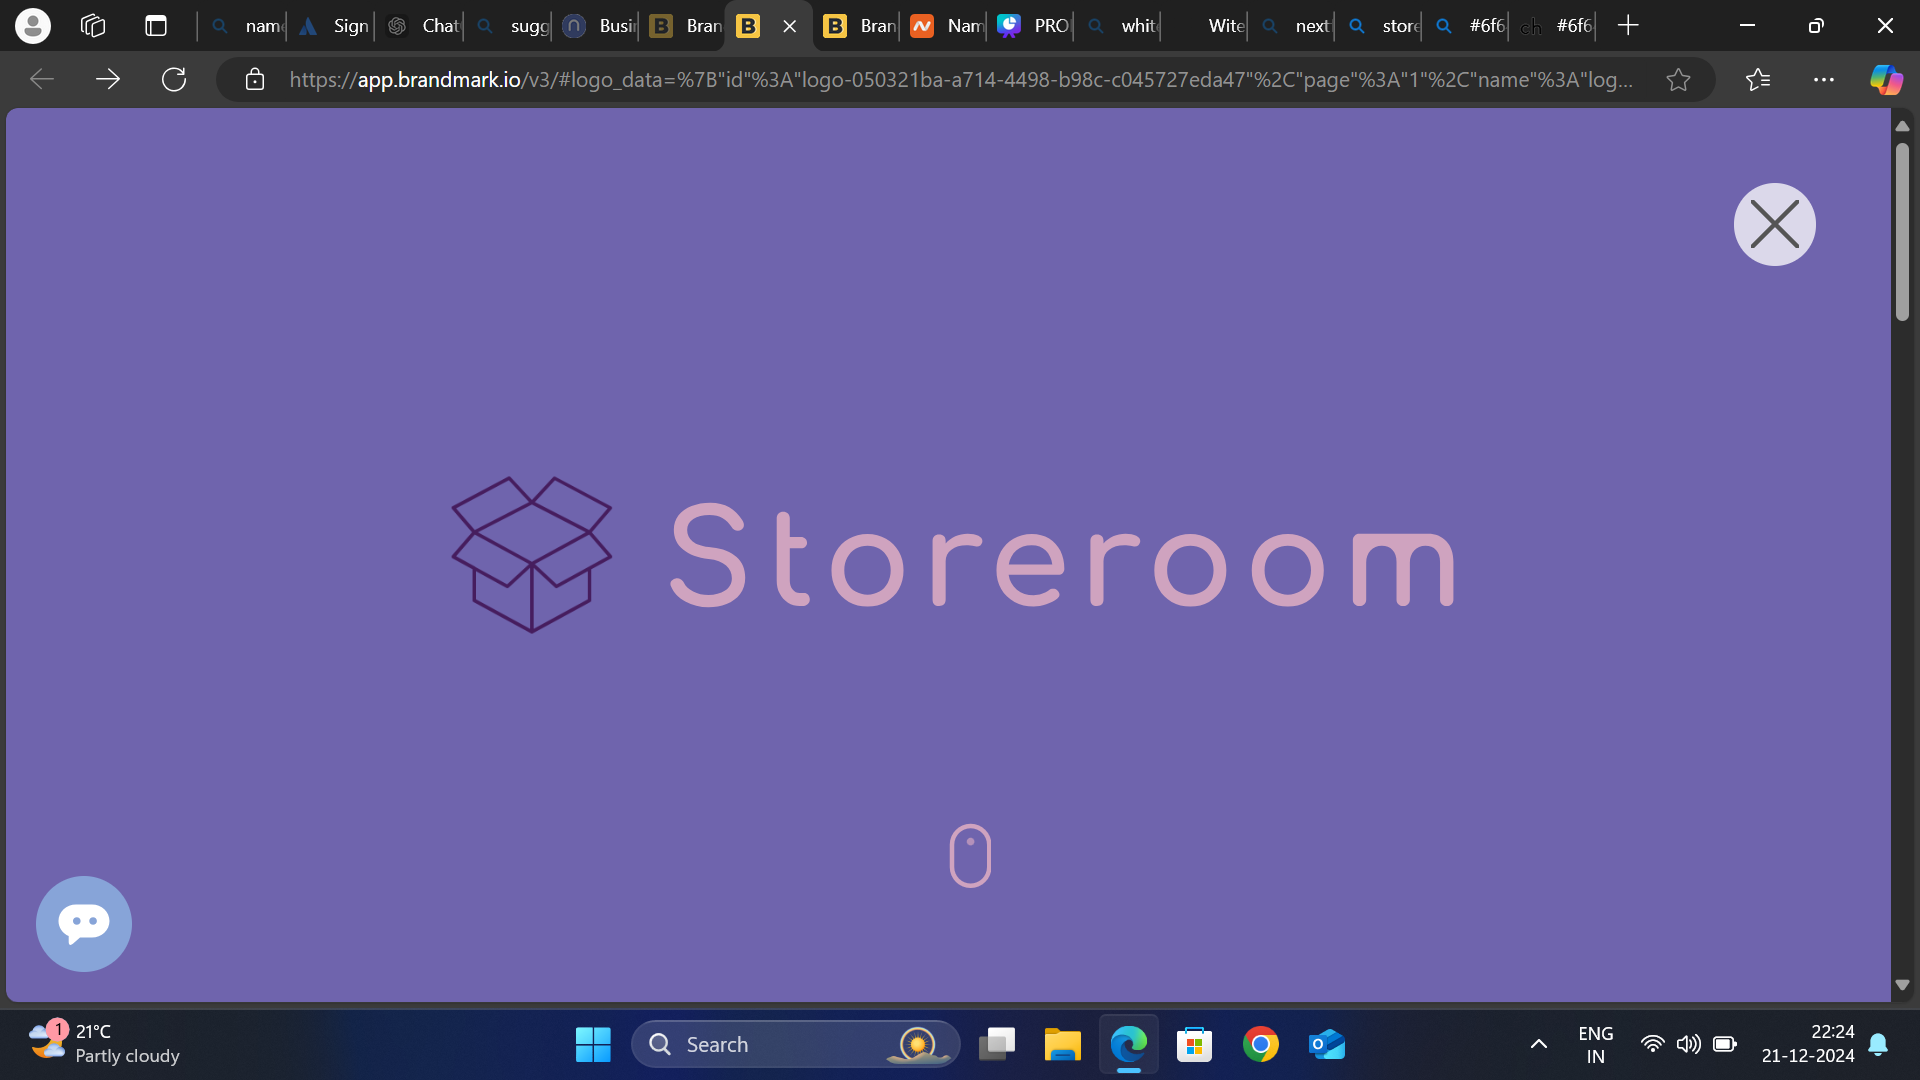 name
Sign
Chat
sugg
Busin
Bran
Bran
Nam
PRO
white
Wite
next
store
#6f6
#6f6
https://app.brandmark.io/v3/#logo_data=%7B"id"%3A"logo-050321ba-a714-4498-b98c-c045727eda47"%2C"page"%3A"1"%2C"name"%3A"log...
Storeroom
1
21°C
Partly cloudy
Search
ENG
IN
22:24
21-12-2024